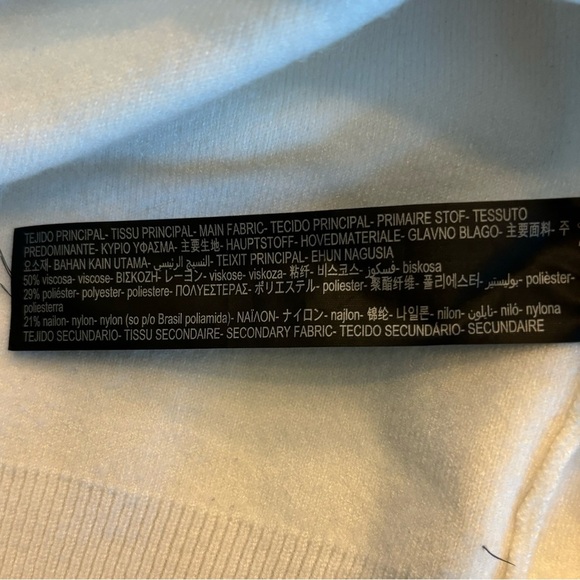 TEJIDO PRINCIPAL- TISSU PRINCIPAL- MAIN FABRIC- TECIDO PRINCIPAL- PRIMAIRE STOF- TESSUTO
PREDOMINANTE- ΚΥΡΙΟ ΥΦΑΣΜΑ- 主要生地- HAUPTSTOFF- HOVEDMATERIALE- GLAVNO BLAGO- 主要面料- 주
요소재- BAHAN KAIN UTAMA- النسيج الرئيسي- TEIXIT PRINCIPAL- EHUN NAGUSIA
50% viscosa- viscose- ΒΙΣΚΟΖΗ- レーヨン- viskose- viskoza- 粘纤- 비스코스- فسكوز- biskosa
29% poliéster- polyester- poliestere- ΠΟΛΥΕΣΤΕΡΑΣ- ポリエステル- poliester- 聚酯纤维- 폴리에스터- بوليستير- polièster-
poliesterra
21% nailon- nylon- nylon (so p/o Brasil poliamida)- ΝΑΪΛΟΝ- ナイロン- najlon- 锦纶- 나일론- nilon- نايلون- niló- nylona
TEJIDO SECUNDARIO- TISSU SECONDAIRE- SECONDARY FABRIC- TECIDO SECUNDÁRIO- SECUNDAIRE